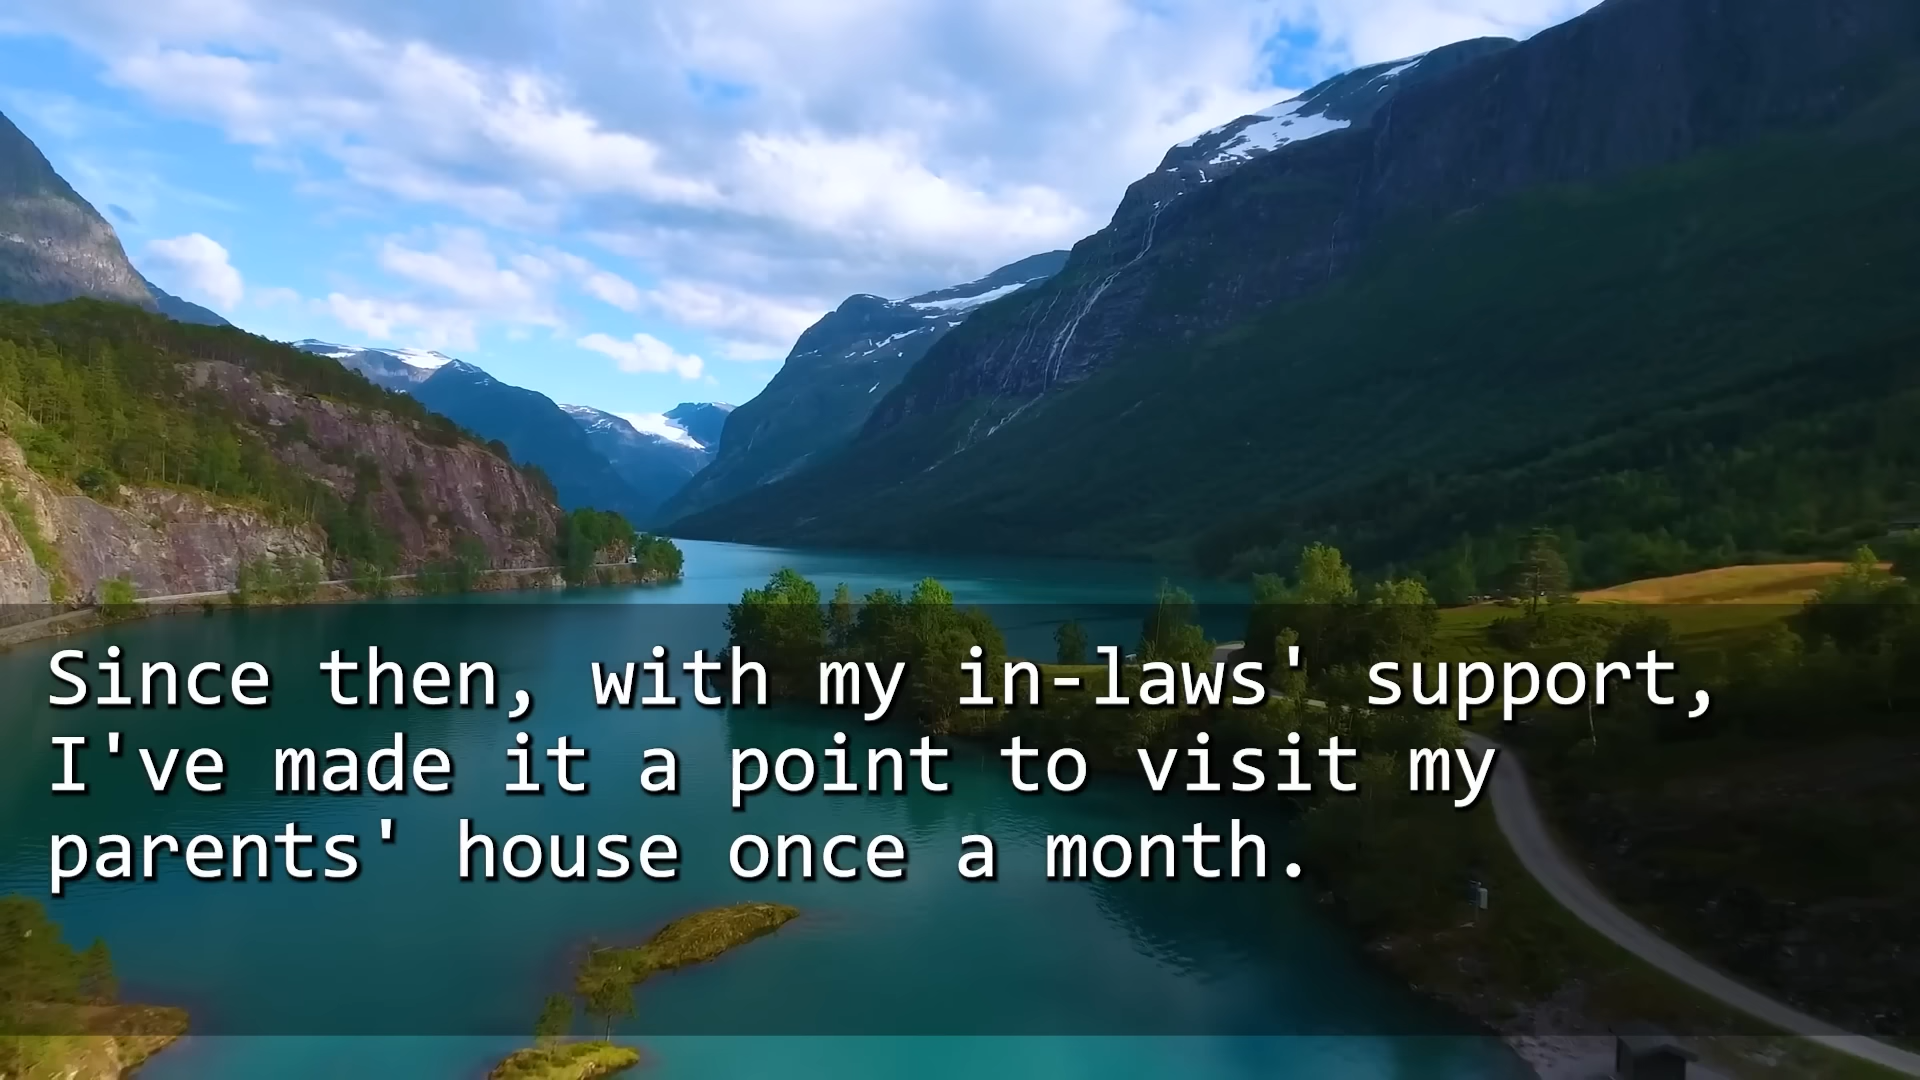 Since then, with my in-laws' support,
I've made it a point to visit my
parents' house once a month.